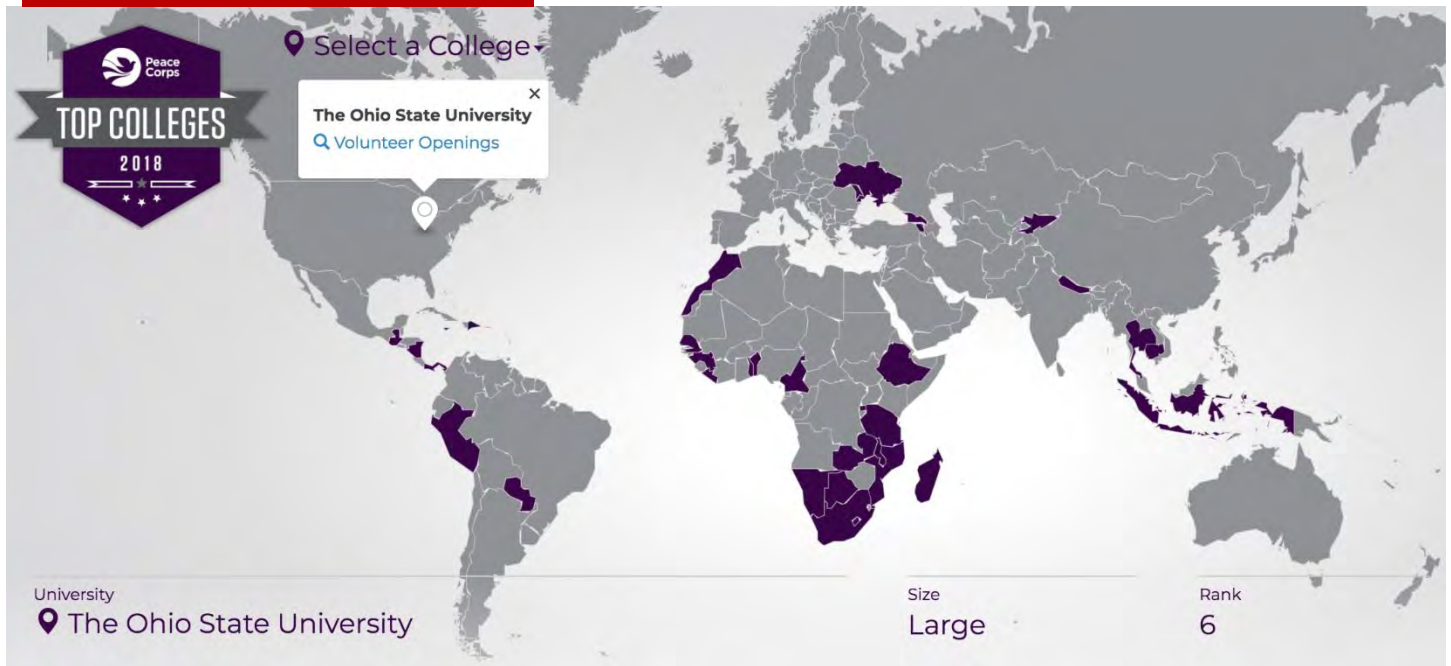 Peace
Corps
TOP COLLEGES
2018
Select a College
The Ohio State University
Volunteer Openings
University
The Ohio State University
Size
Large
Rank
6